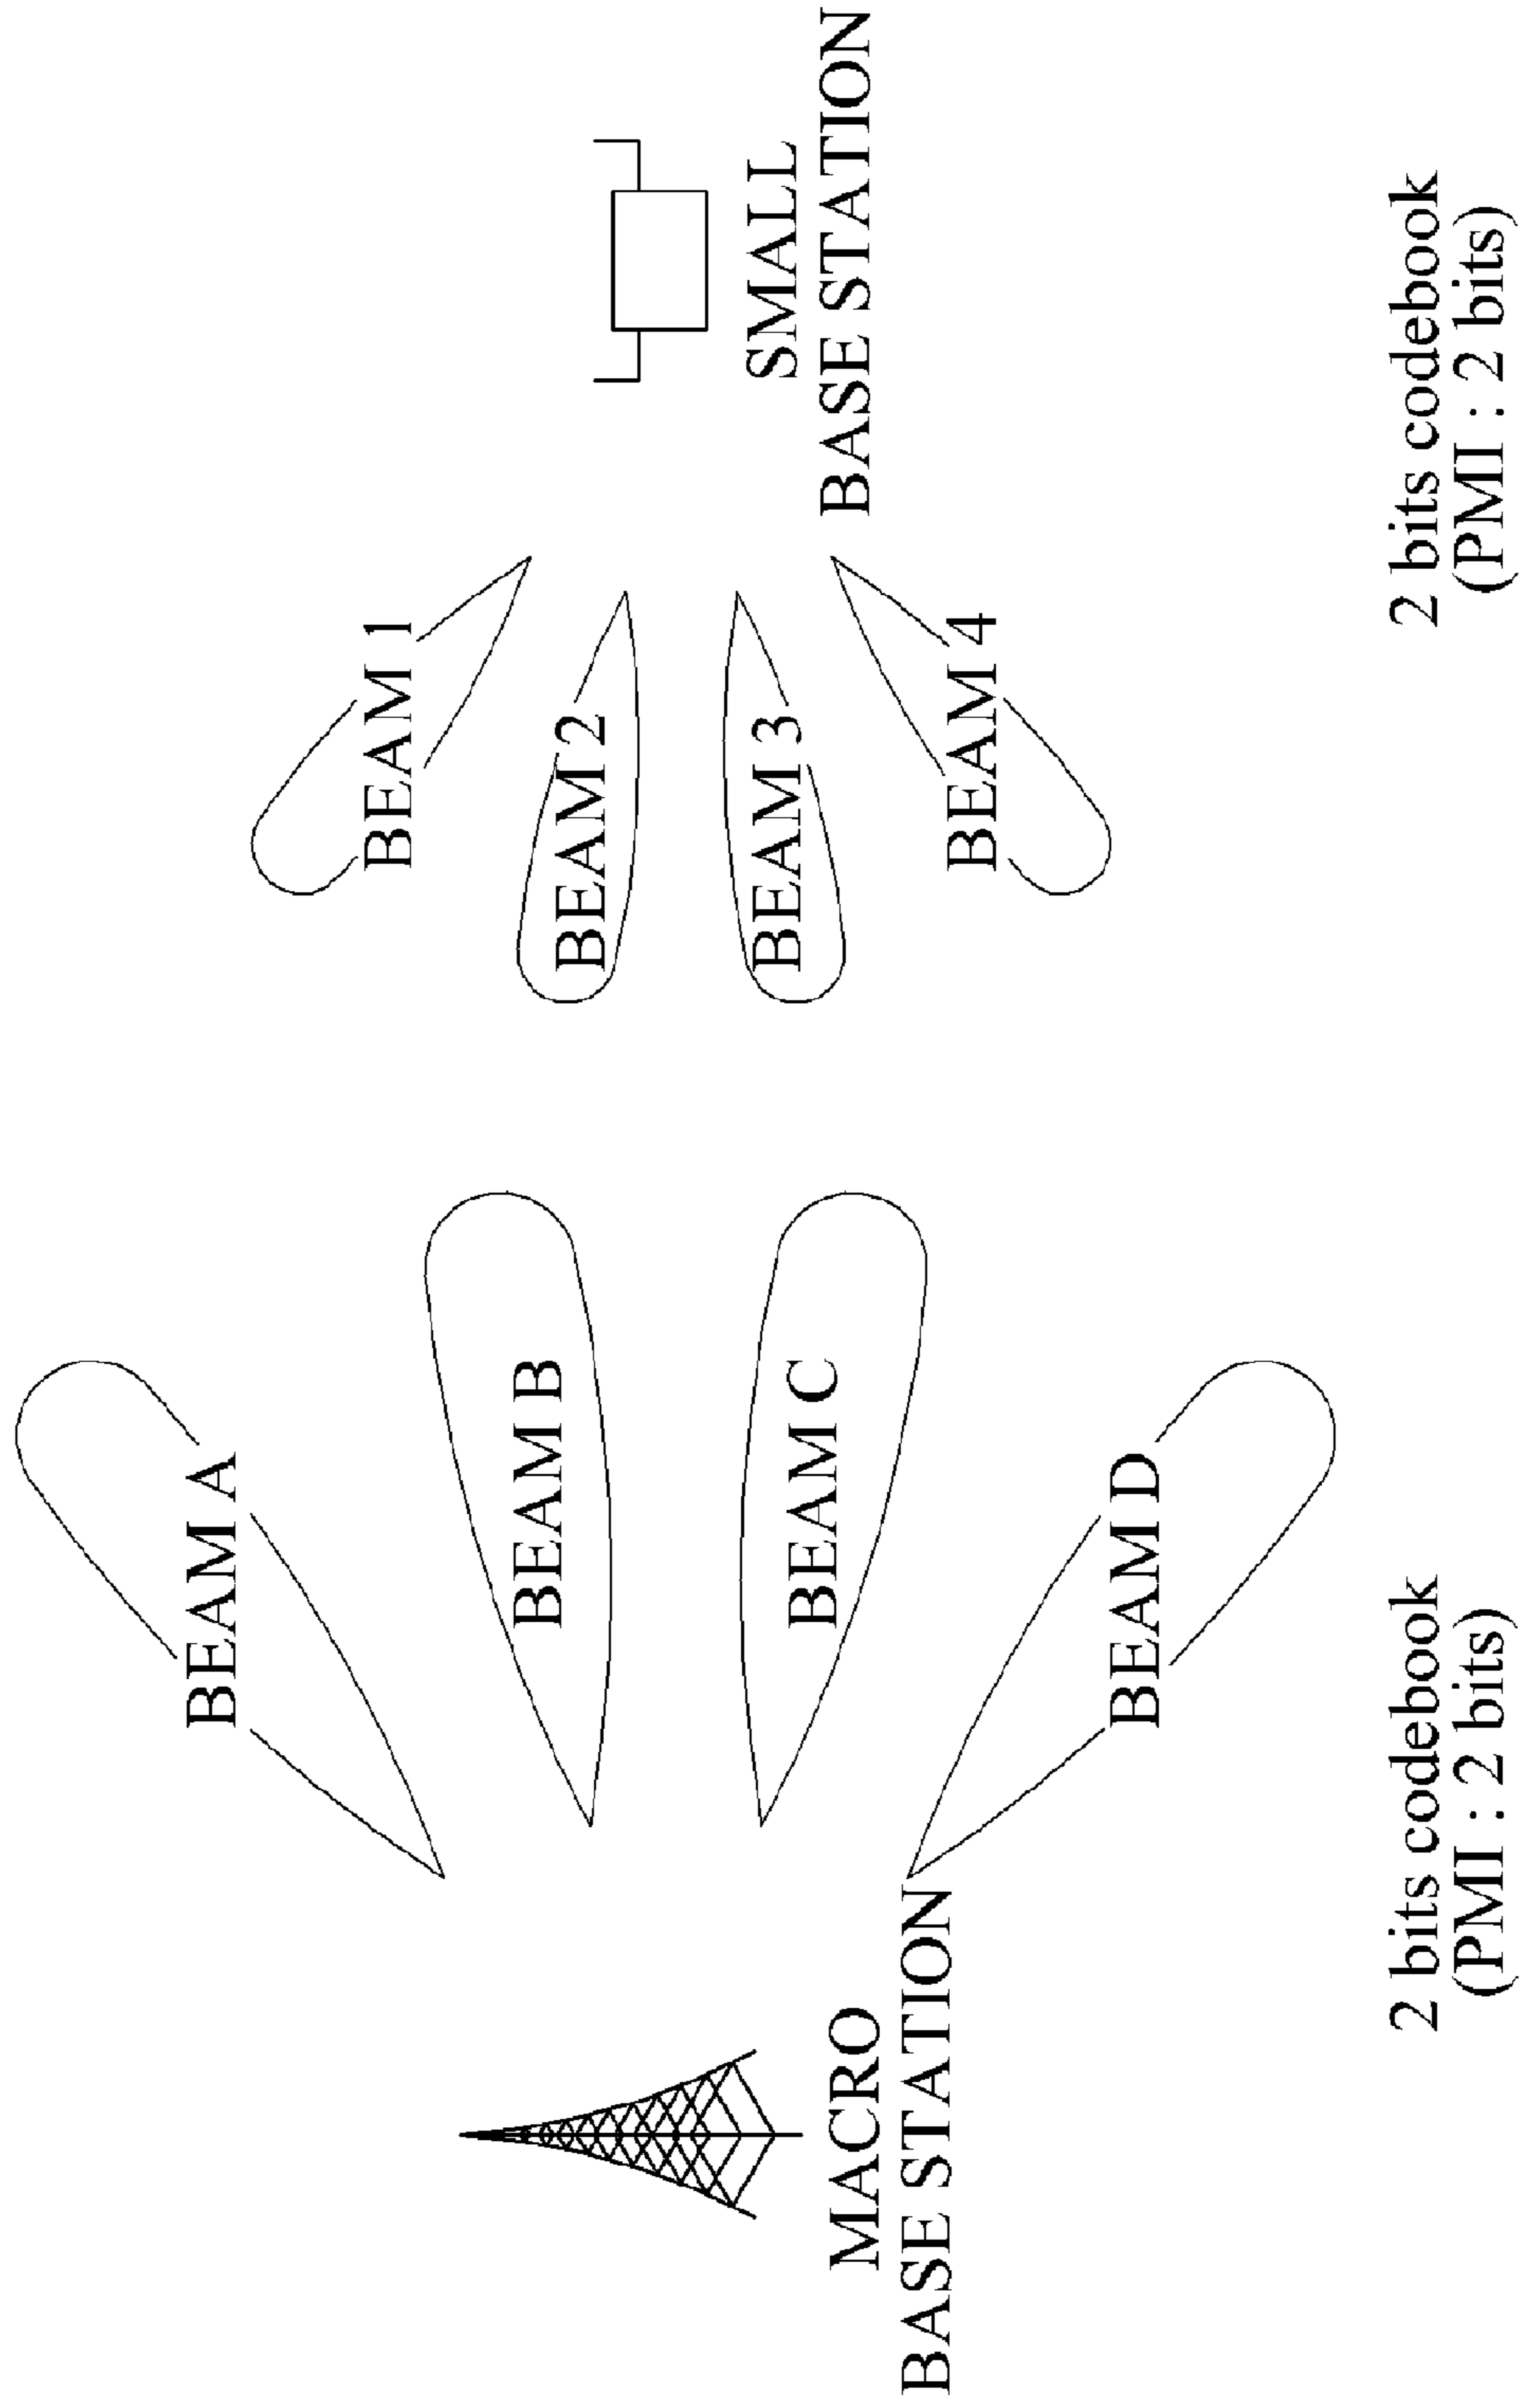 BEAM A
BEAM B
BEAM C
BEAM D
MACRO
BASE STATION
2 bits codebook
(PMI : 2 bits)
BEAM 1
BEAM 2
BEAM 3
BEAM 4
SMALL
BASE STATION
2 bits codebook
(PMI : 2 bits)